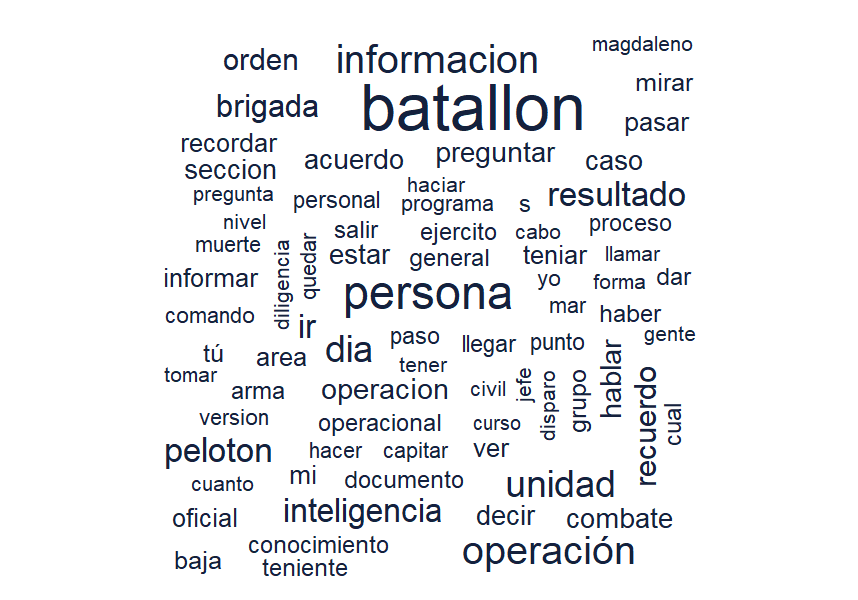 magdaleno
orden informacion
mirar
brigada batallon
pasar
recordar
acuerdo preguntar caso
seccion
haciar
pregunta personal programa s resultado
nivel salir ejercito cabo proceso
muerte estar general teniar llamar
diligencia
quedar
informar persona yo forma dar
comando mar haber
ir paso llegar punto gente
tú area dia tener
tomar
arma operacion civil jefe disparo grupo hablar recuerdo cual
version operacional curso
peloton hacer capitar ver
cuanto mi documento unidad
oficial inteligencia decir combate
baja conocimiento operación
teniente